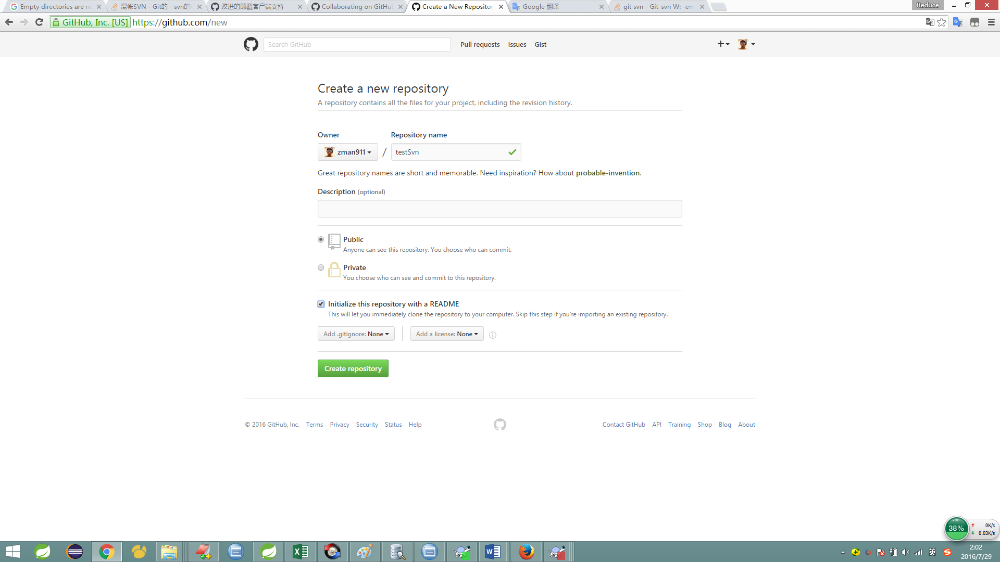 Empty directories are no
混帐SVN - Git的 - svn的W
改进的颠覆客户端支持
Collaborating on GitHub
Create a New Repository
Google 翻译
git svn - Git-svn W: -em
Reduce
GitHub, Inc. [US] https://github.com/new
Search GitHub
Pull requests
Issues
Gist
Create a new repository
A repository contains all the files for your project, including the revision history.
Owner
Repository name
zman911
/
testSvn
Great repository names are short and memorable. Need inspiration? How about probable-invention.
Description (optional)
Public
Anyone can see this repository. You choose who can commit.
Private
You choose who can see and commit to this repository.
Initialize this repository with a README
This will let you immediately clone the repository to your computer. Skip this step if you’re importing an existing repository.
Add .gitignore: None
Add a license: None
Create repository
© 2016 GitHub, Inc. Terms Privacy Security Status Help
Contact GitHub API Training Shop Blog About
38%
0K/s
0.03K/s
英
2:02
2016/7/29